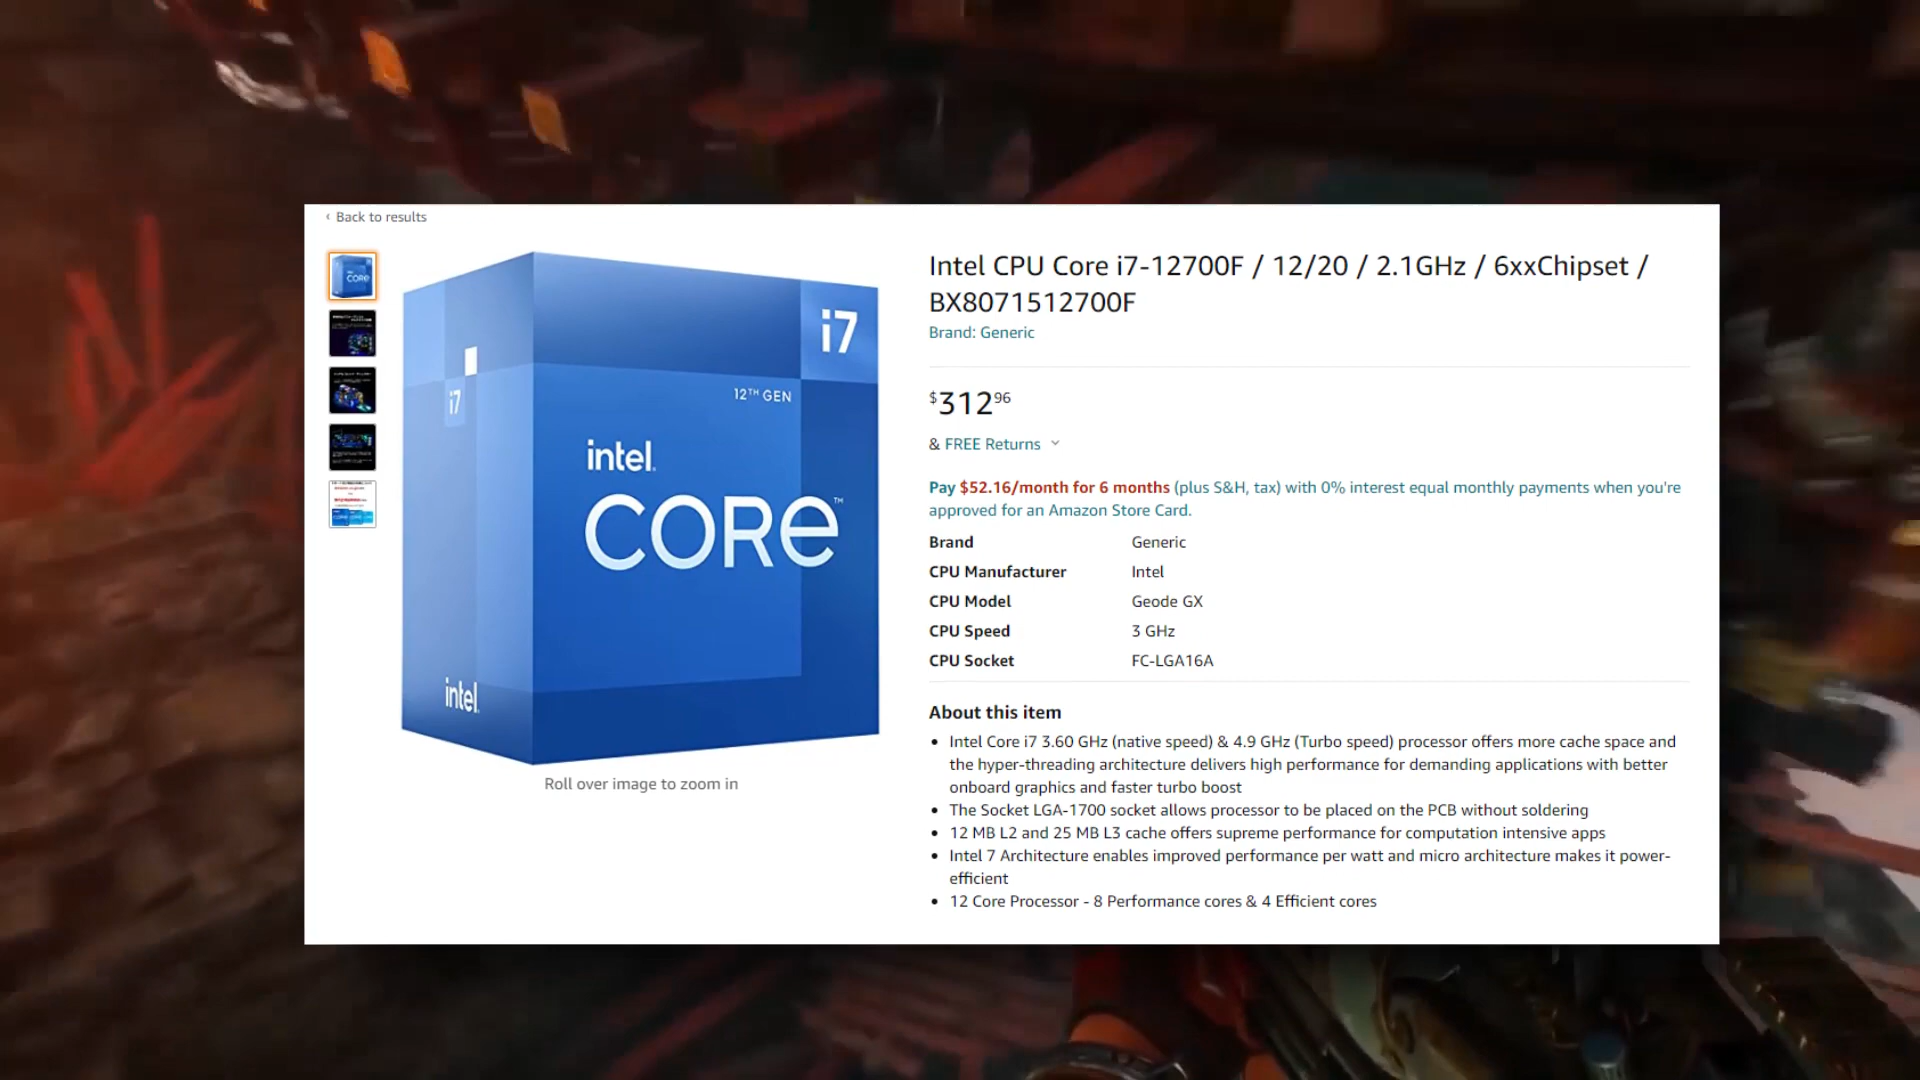 ‹ Back to results
i7
i7
12TH GEN
intel.
CORE™
intel.
Roll over image to zoom in
Intel CPU Core i7-12700F / 12/20 / 2.1GHz / 6xxChipset /
BX8071512700F
Brand: Generic
$312 96
& FREE Returns
Pay $52.16/month for 6 months (plus S&H, tax) with 0% interest equal monthly payments when you're
approved for an Amazon Store Card.
Brand Generic
CPU Manufacturer Intel
CPU Model Geode GX
CPU Speed 3 GHz
CPU Socket FC-LGA16A
About this item
• Intel Core i7 3.60 GHz (native speed) & 4.9 GHz (Turbo speed) processor offers more cache space and
the hyper-threading architecture delivers high performance for demanding applications with better
onboard graphics and faster turbo boost
• The Socket LGA-1700 socket allows processor to be placed on the PCB without soldering
• 12 MB L2 and 25 MB L3 cache offers supreme performance for computation intensive apps
• Intel 7 Architecture enables improved performance per watt and micro architecture makes it power-
efficient
• 12 Core Processor - 8 Performance cores & 4 Efficient cores